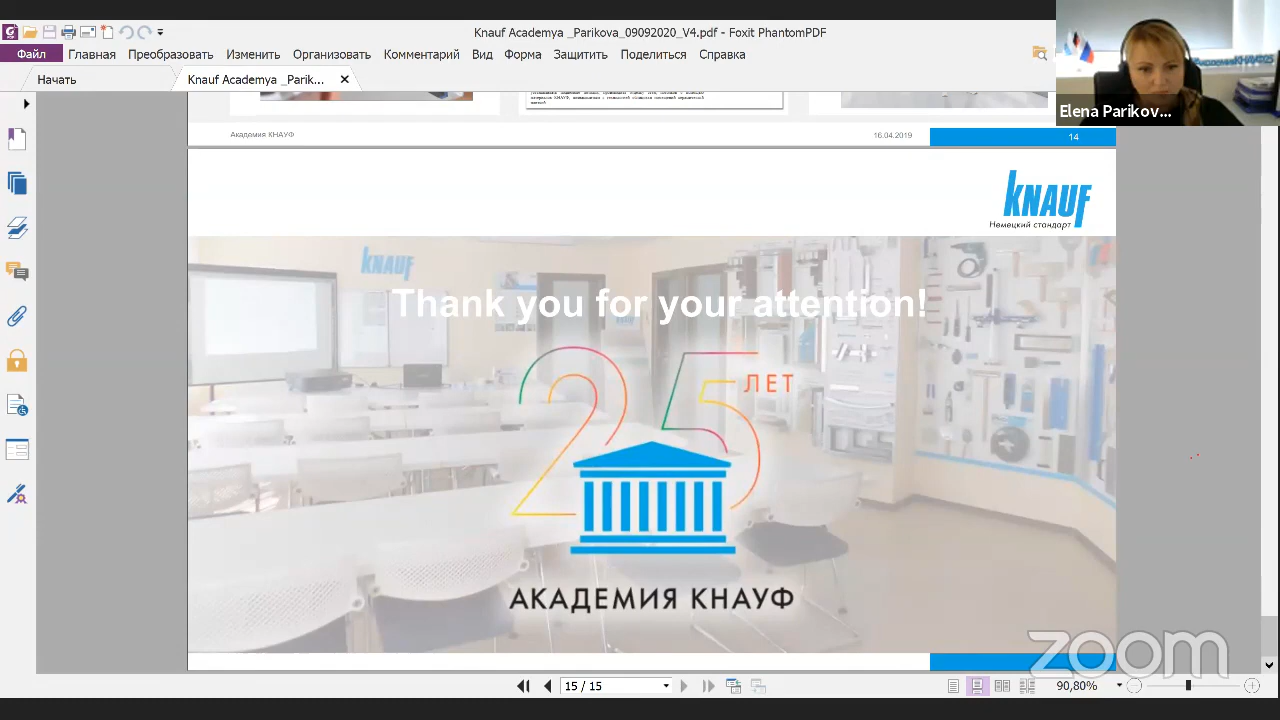 Knauf Academya _Parikova_09092020_V4.pdf - Foxit PhantomPDF
Файл Главная Преобразовать Изменить Организовать Комментарий Вид Форма Защитить Поделиться Справка
Начать Knauf Academya _Parik...
Elena Parikov...
Академия КНАУФ 16.04.2019 14
KNAUF
Немецкий стандарт
KNAUF
Thank you for your attention!
25 ЛЕТ
АКАДЕМИЯ КНАУФ
zoom
15 / 15 90,80%